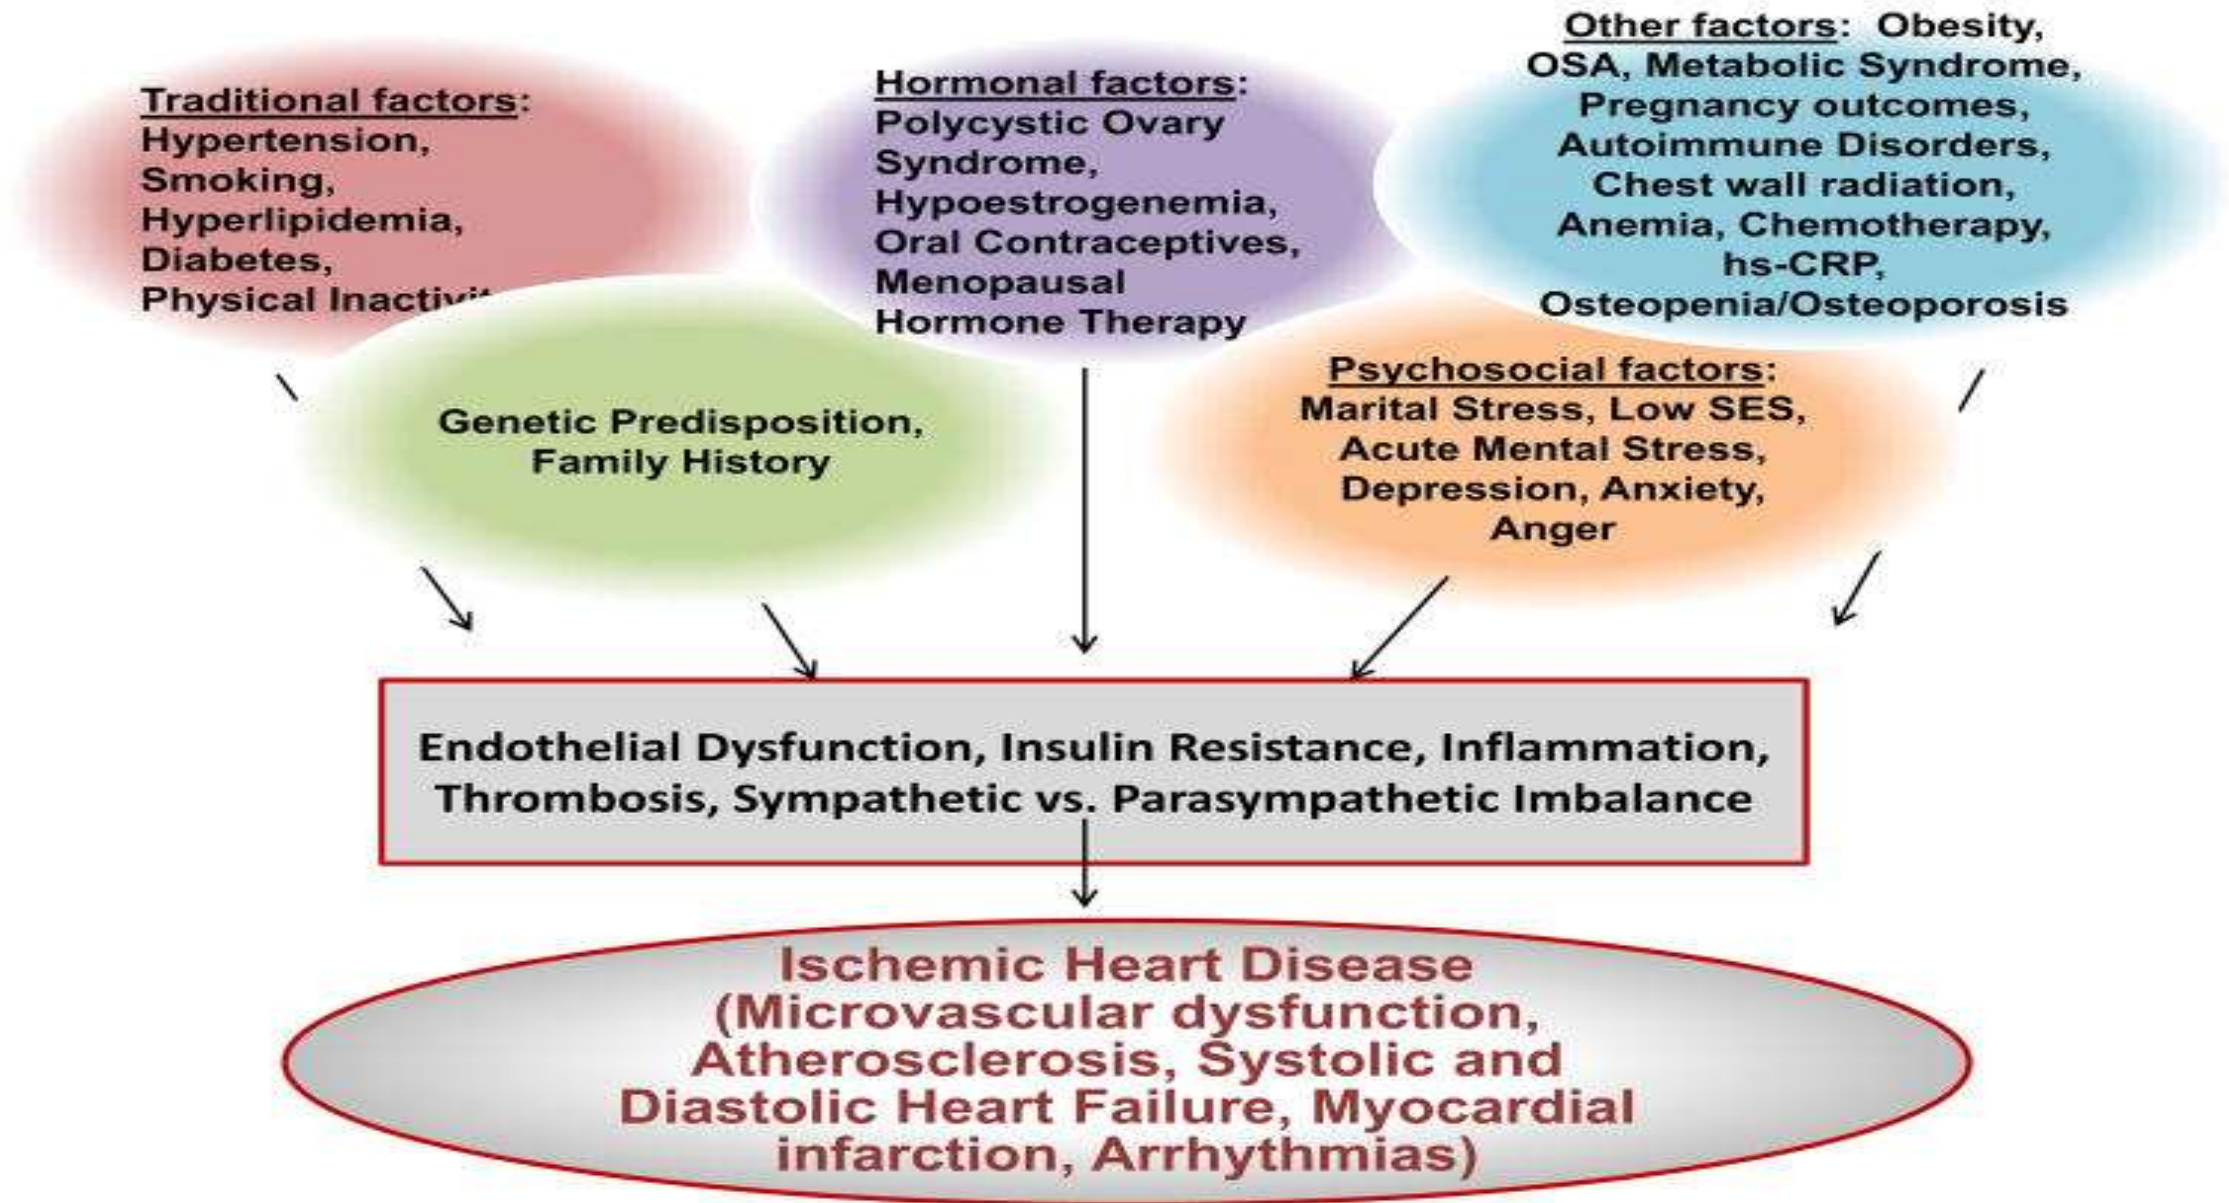 Traditional factors:
Hypertension,
Smoking,
Hyperlipidemia,
Diabetes,
Physical
Genetic Predisposition,
Family History
Hormonal factors:
Polycystic Ovary
Syndrome,
Hypoestrogenemia,
Oral Contraceptives,
Menopausal
Hormone Therapy
Other factors: Obesity,
OSA, Metabolic Syndrome,
Pregnancy outcomes,
Autoimmune Disorders,
Chest wall radiation,
Anemia, Chemotherapy,
hs-CRP,
Osteopenia/Osteoporosis
Psychosocial factors:
Marital Stress, Low SES,
Acute Mental Stress,
Depression, Anxiety,
Anger
Endothelial Dysfunction, Insulin Resistance, Inflammation,
Thrombosis, Sympathetic vs. Parasympathetic Imbalance
Ischemic Heart Disease
(Microvascular dysfunction,
Atherosclerosis, Systolic and
Diastolic Heart Failure, Myocardial
infarction, Arrhythmias)